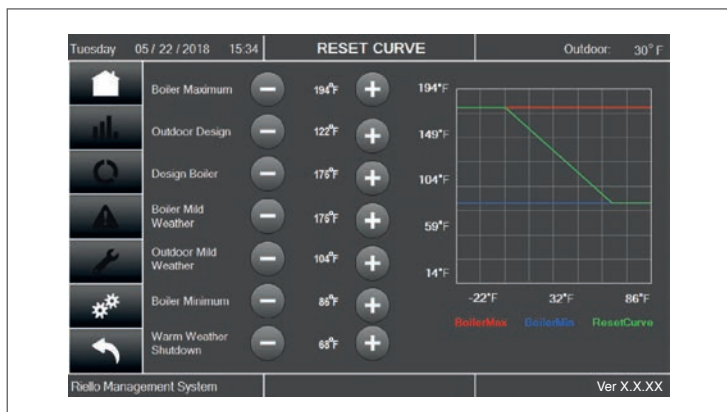 Tuesday 05 / 22 / 2018 15:34 RESET CURVE Outdoor: 30° F
Boiler Maximum 194°F
Outdoor Design 122°F
Design Boiler 176°F
Boiler Mild
Weather 176°F
Outdoor Mild
Weather 104°F
Boiler Minimum 86°F
Warm Weather
Shutdown 68°F
194°F
149°F
104°F
59°F
14°F
-22°F 32°F 86°F
BoilerMax BoilerMin ResetCurve
Riello Management System Ver X.X.XX